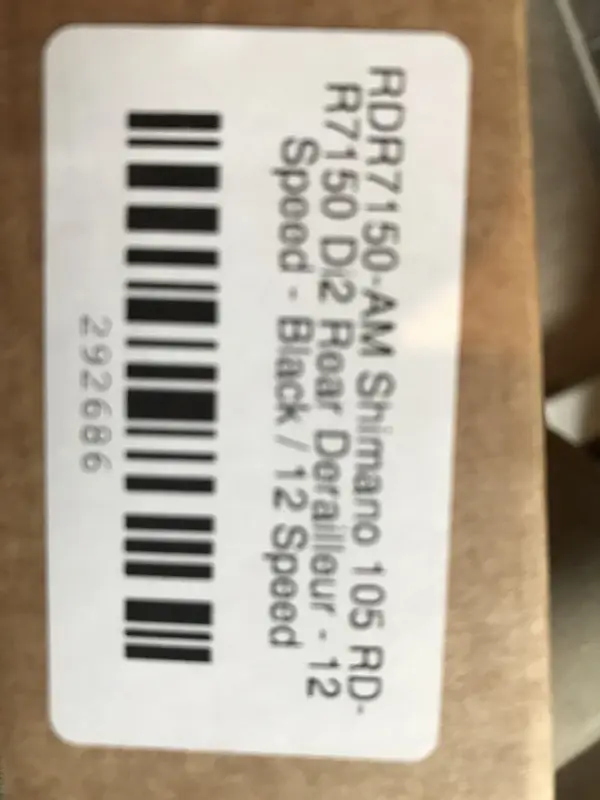 RDR7150-AM Shimano 105 RD-
R7150 Di2 Rear Derailleur - 12
Speed - Black / 12 Speed
292686